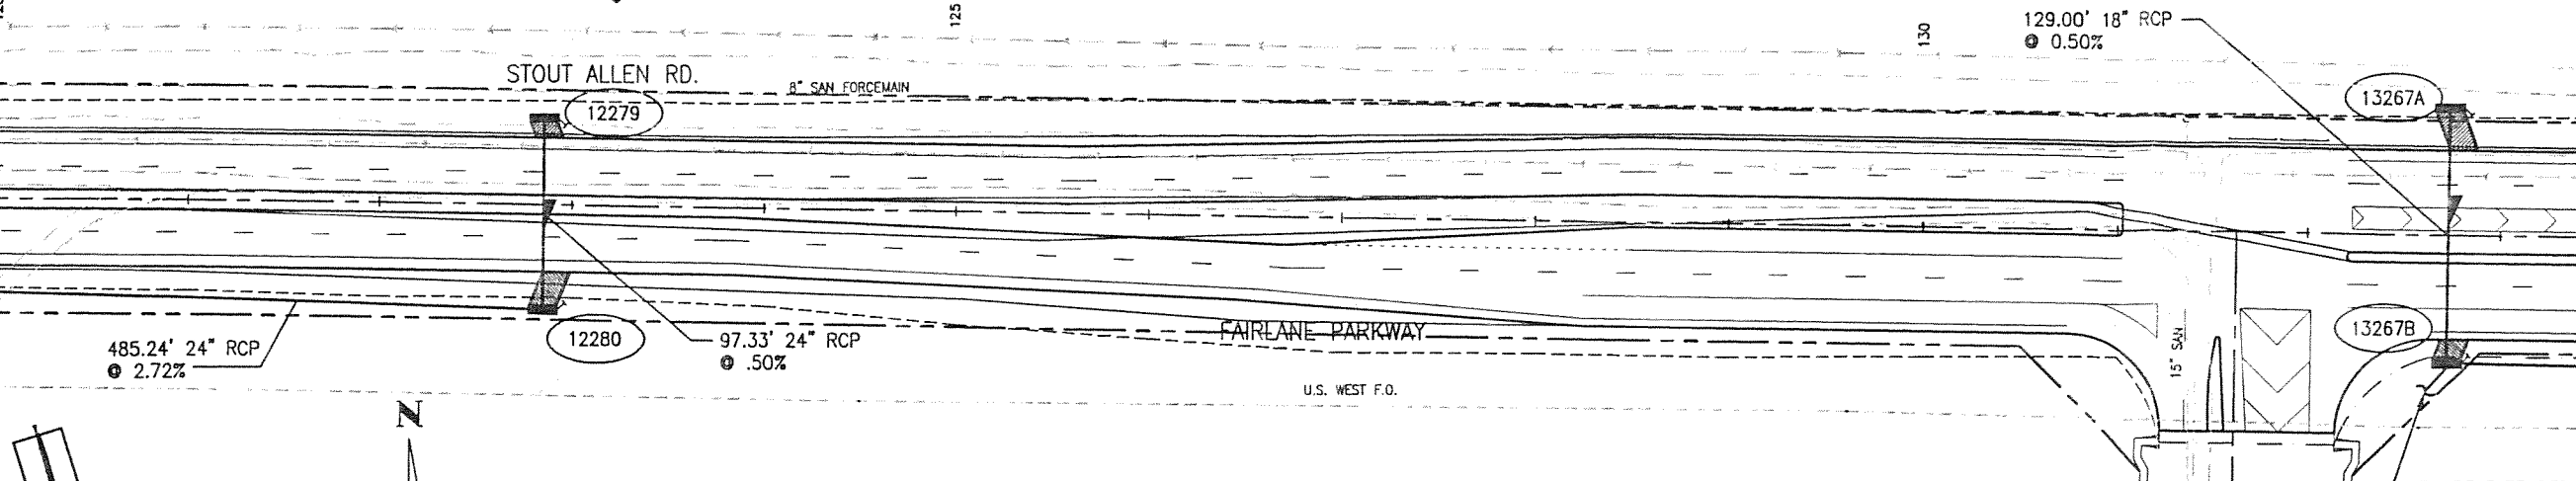 125
130
129.00' 18" RCP
@ 0.50%
STOUT ALLEN RD.
8" SAN FORCEMAIN
12279
13267A
485.24' 24" RCP
@ 2.72%
12280
97.33' 24" RCP
@ .50%
FAIRLANE PARKWAY
U.S. WEST F.O.
15" SAN
13267B
N